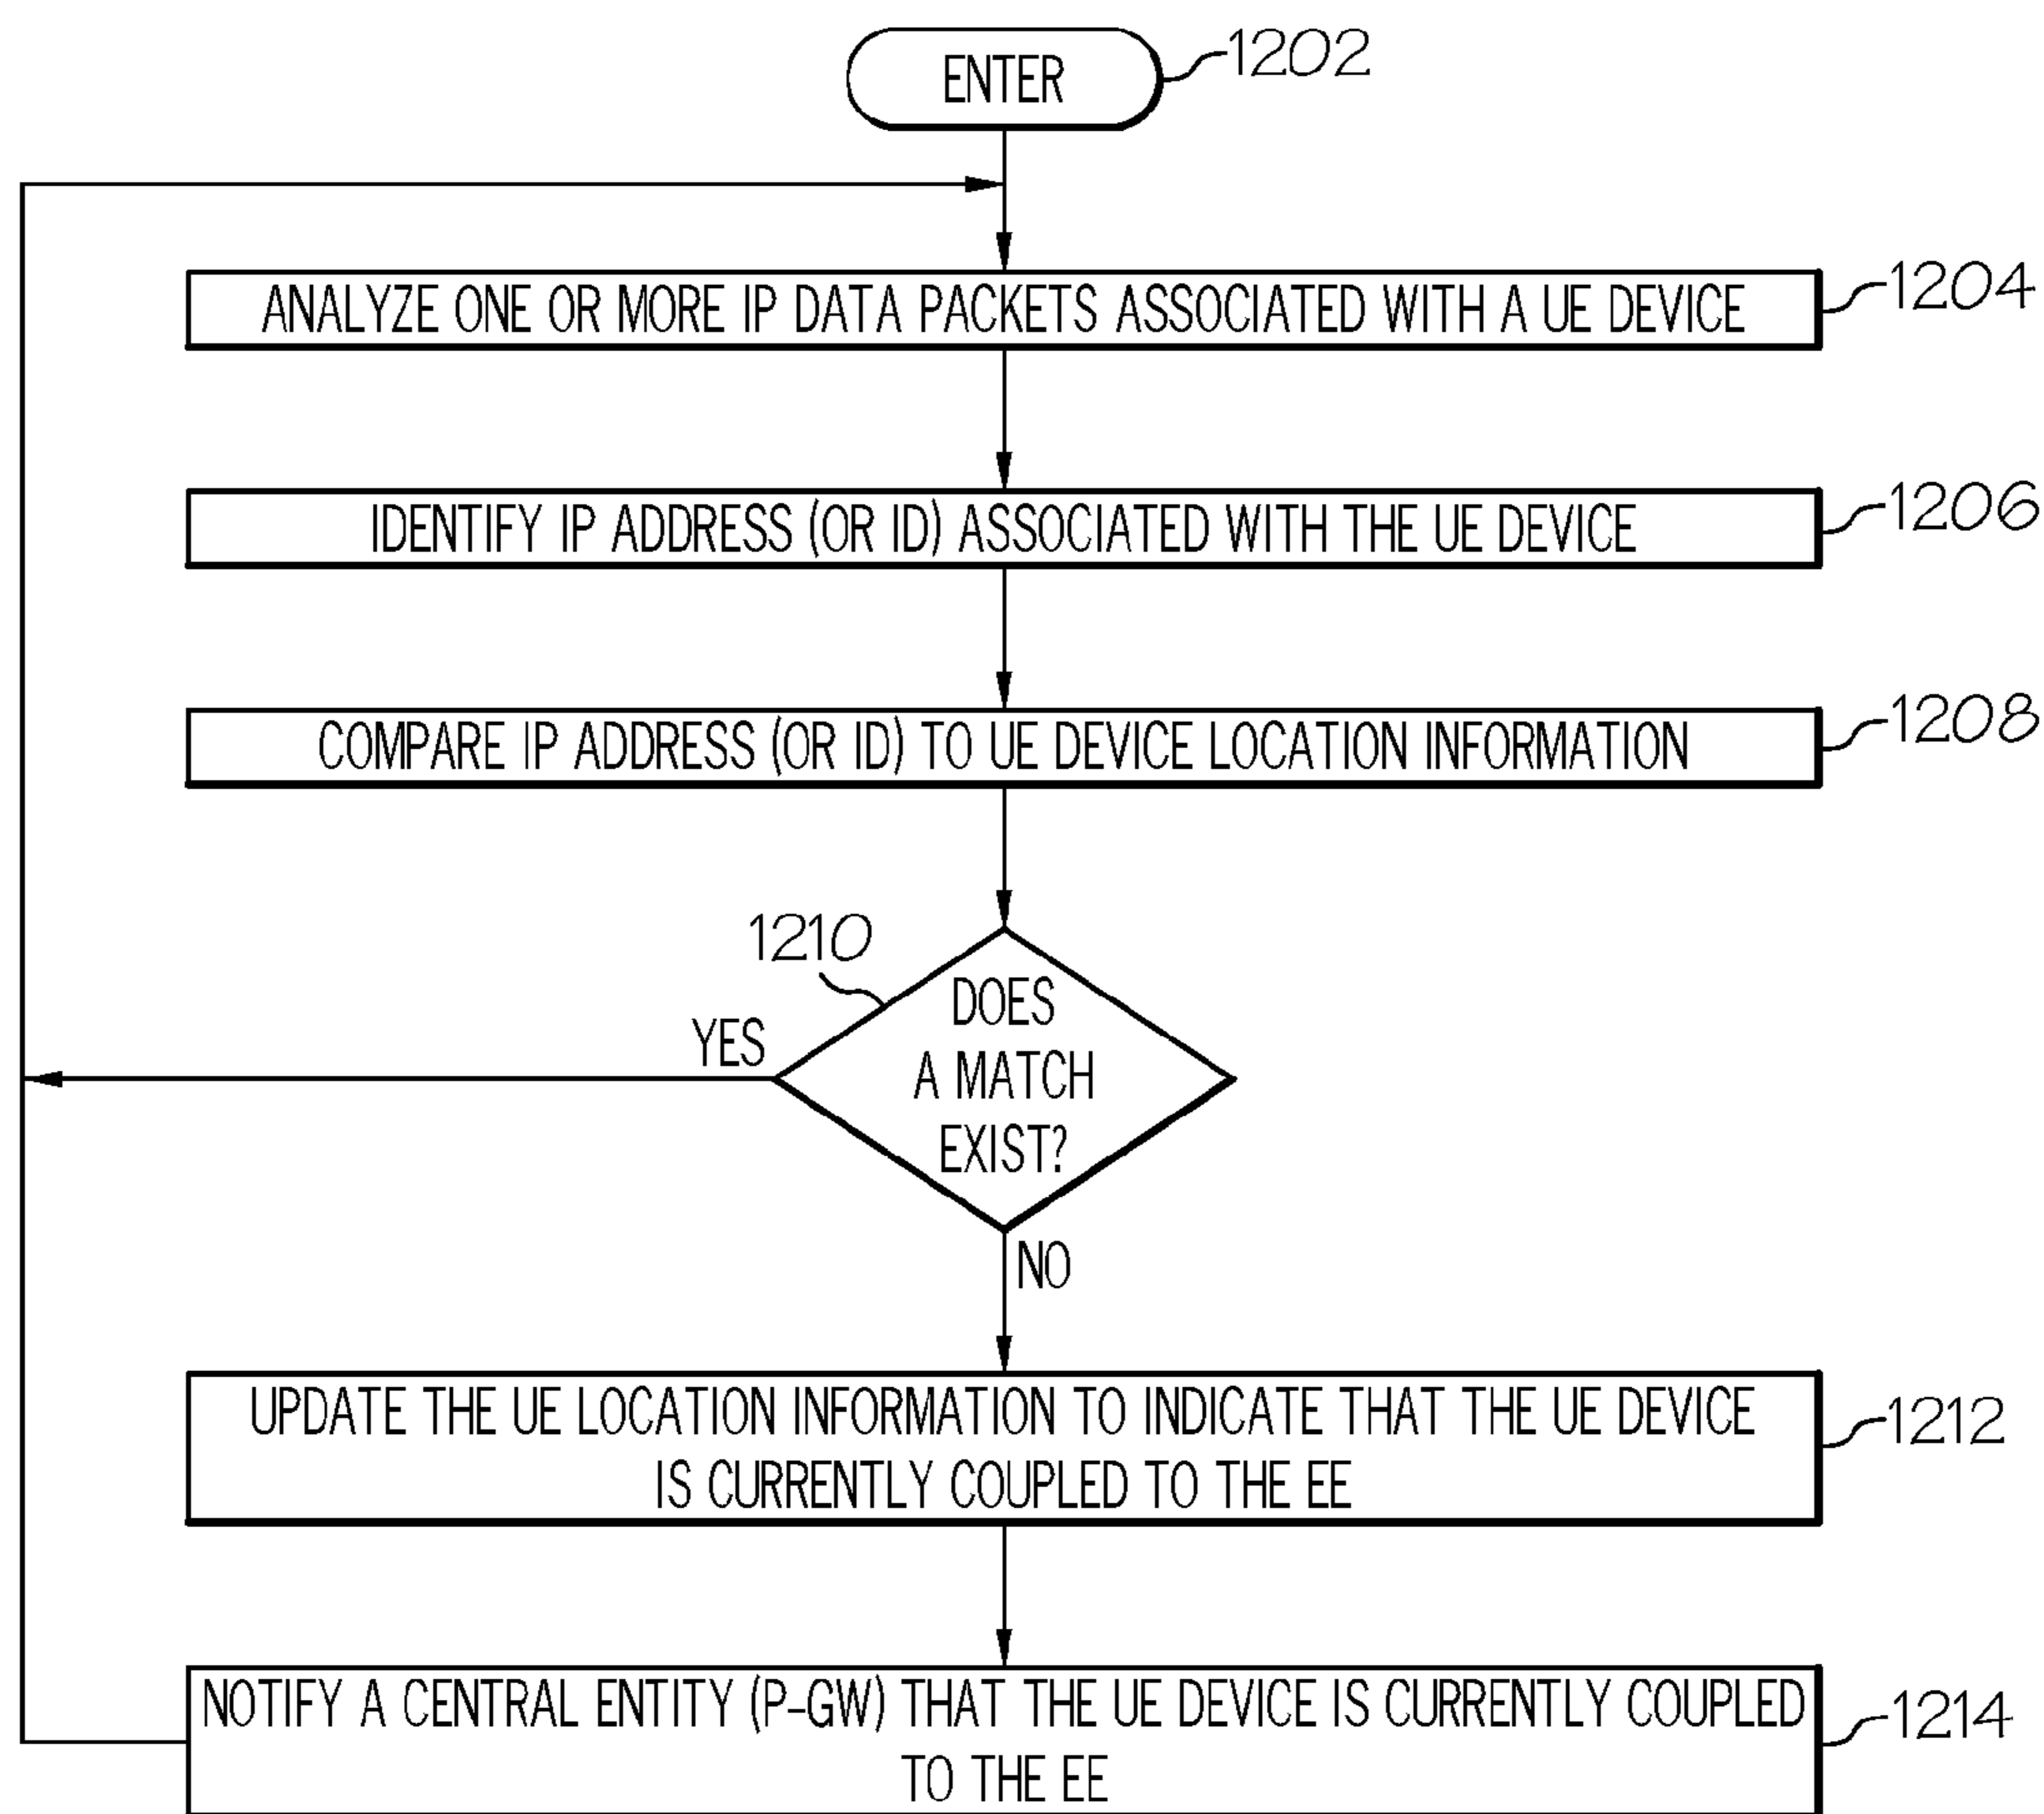 ENTER
1202
ANALYZE ONE OR MORE IP DATA PACKETS ASSOCIATED WITH A UE DEVICE
1204
IDENTIFY IP ADDRESS (OR ID) ASSOCIATED WITH THE UE DEVICE
1206
COMPARE IP ADDRESS (OR ID) TO UE DEVICE LOCATION INFORMATION
1208
1210
DOES
A MATCH
EXIST?
YES
NO
UPDATE THE UE LOCATION INFORMATION TO INDICATE THAT THE UE DEVICE
IS CURRENTLY COUPLED TO THE EE
1212
NOTIFY A CENTRAL ENTITY (P-GW) THAT THE UE DEVICE IS CURRENTLY COUPLED
TO THE EE
1214